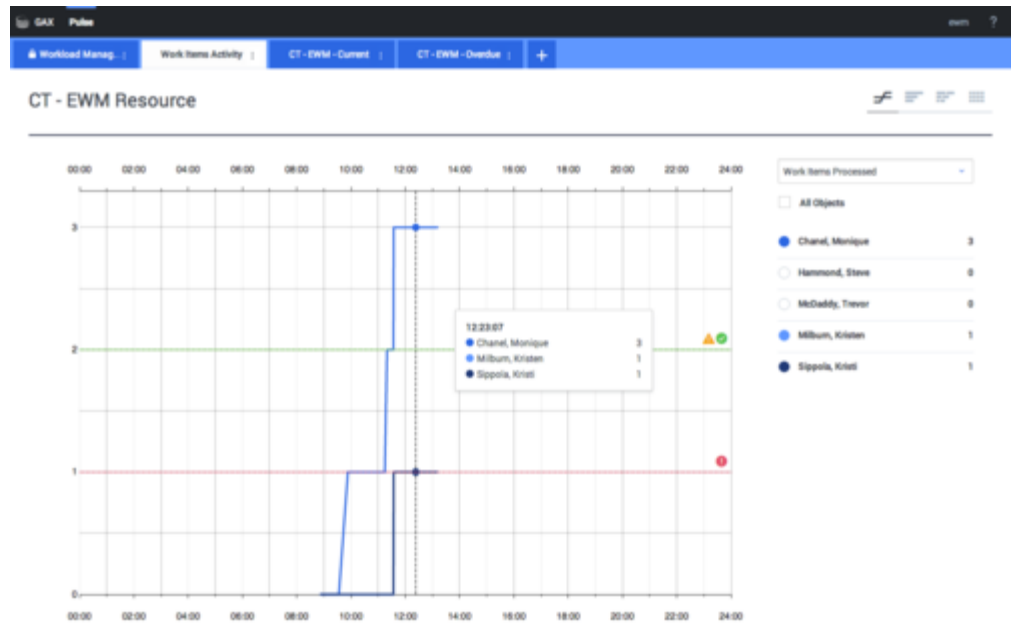 GAX Pulse ewm ?
Workload Manag... Work Items Activity CT - EWM - Current CT - EWM - Overdue +
CT - EWM Resource
00:00 02:00 04:00 06:00 08:00 10:00 12:00 14:00 16:00 18:00 20:00 22:00 24:00
Work Items Processed
All Objects
3
Chanel, Monique 3
Hammond, Steve 0
McDaddy, Trevor 0
12:23:07
Chanel, Monique 3
Milburn, Kristen 1
Sippola, Kristi 1
Milburn, Kristen 1
2
Sippola, Kristi 1
1
0
00:00 02:00 04:00 06:00 08:00 10:00 12:00 14:00 16:00 18:00 20:00 22:00 24:00